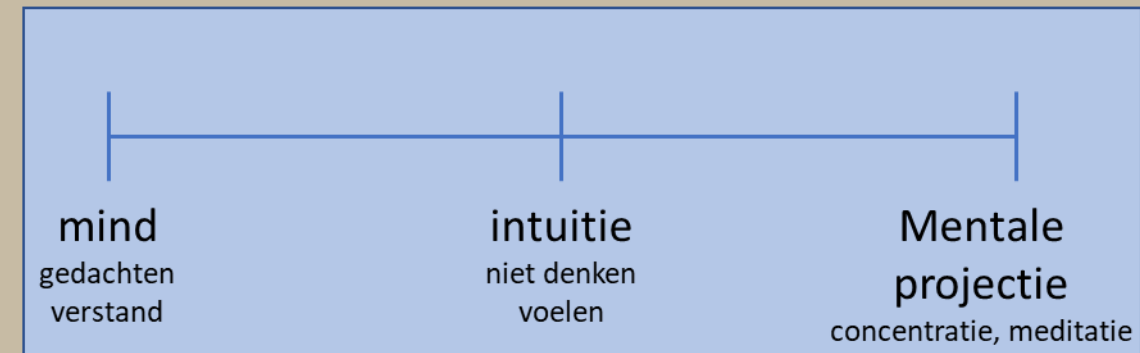 mind
gedachten
verstand
intuitie
niet denken
voelen
Mentale
projectie
concentratie, meditatie